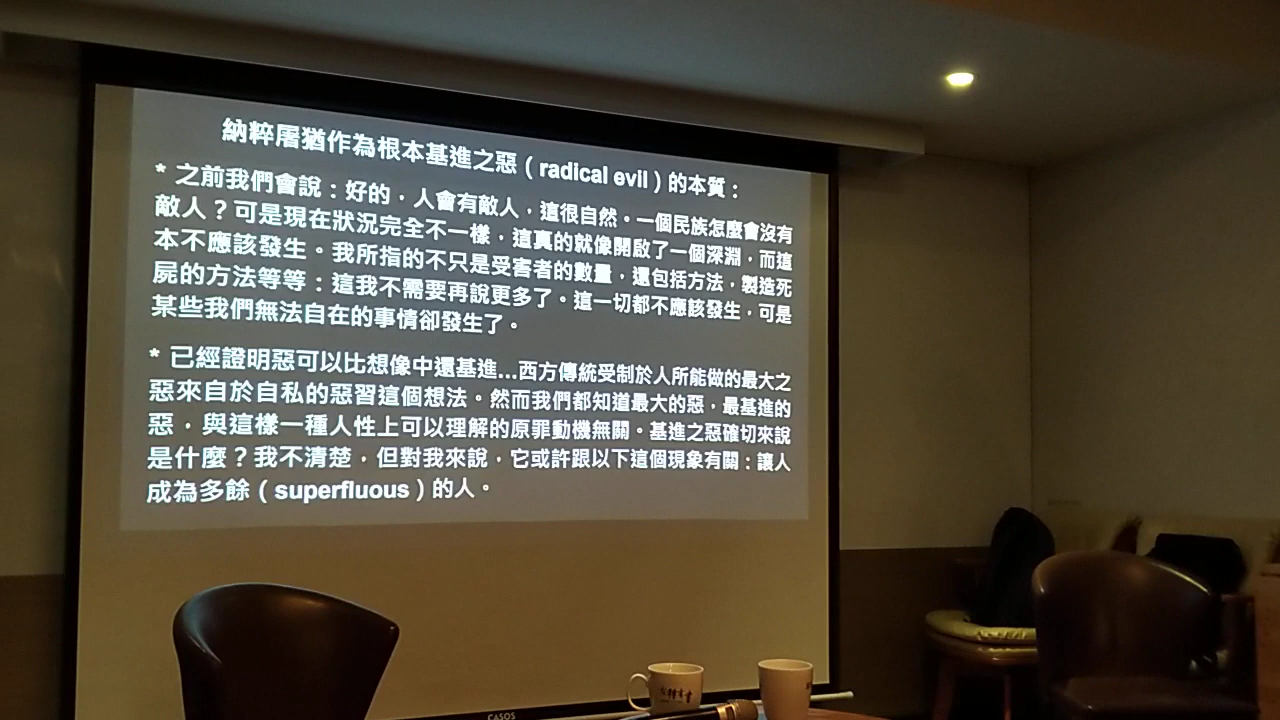 納粹屠猶作為根本基進之惡（radical evil）的本質：
* 之前我們會說：好的，人會有敵人，這很自然。一個民族怎麼會沒有
敵人？可是現在狀況完全不一樣，這真的就像開啟了一個深淵，而這
本不應該發生。我所指的不只是受害者的數量，還包括方法，製造死
屍的方法等等：這我不需要再說更多了。這一切都不應該發生，可是
某些我們無法自在的事情卻發生了。
* 已經證明惡可以比想像中還基進...西方傳統受制於人所能做的最大之
惡來自於自私的惡習這個想法。然而我們都知道最大的惡，最基進的
惡，與這樣一種人性上可以理解的原罪動機無關。基進之惡確切來說
是什麼？我不清楚，但對我來說，它或許跟以下這個現象有關：讓人
成為多餘（superfluous）的人。
CASOS